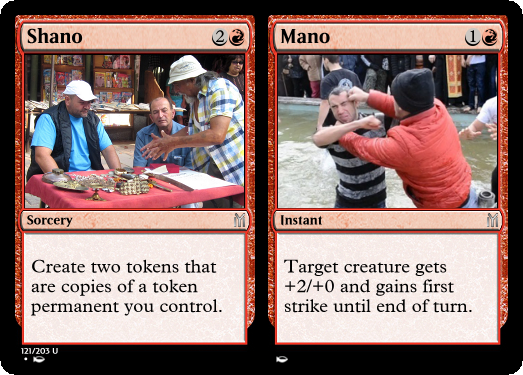 Shano 2
Sorcery
Create two tokens that
are copies of a token
permanent you control.
121/203 U
Mano 1
Instant
Target creature gets
+2/+0 and gains first
strike until end of turn.